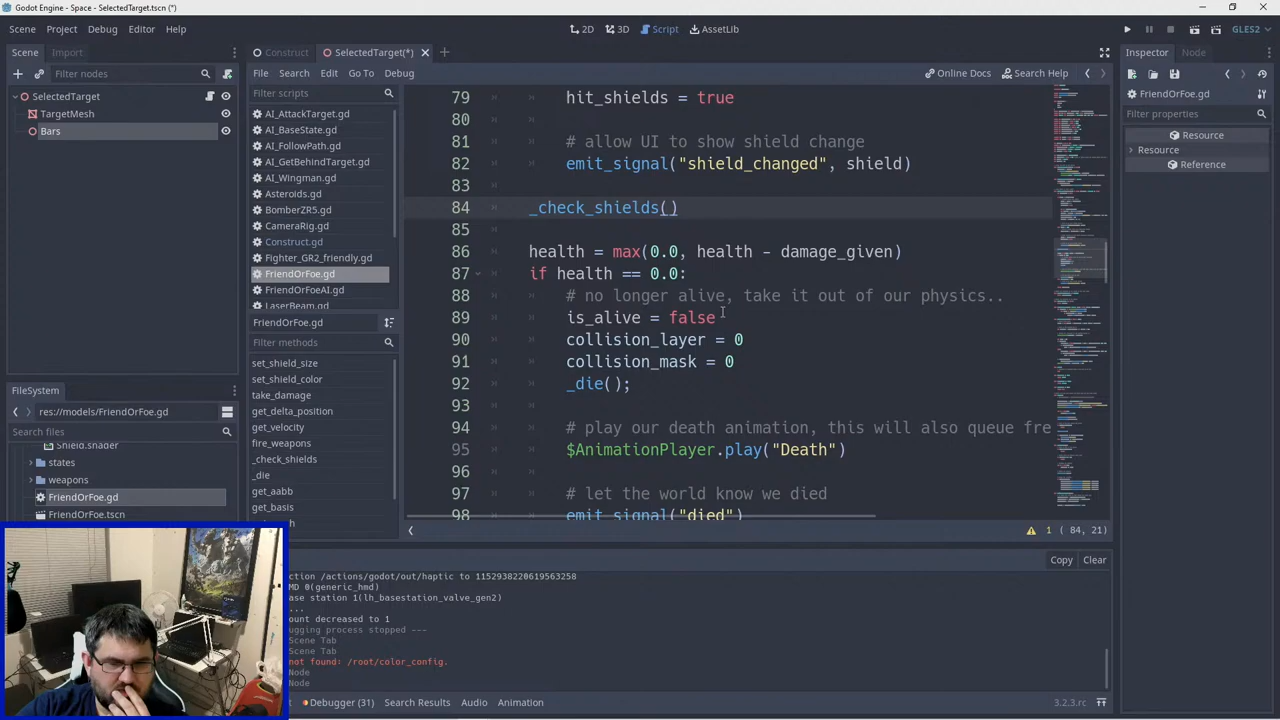 Godot Engine - Space - SelectedTarget.tscn (*)
Scene Project Debug Editor Help
2D 3D Script AssetLib
GLES2
Scene Import
Construct SelectedTarget(*)
Inspector Node
Filter nodes
File Search Edit Go To Debug
Online Docs Search Help
SelectedTarget
TargetMesh
Bars
Filter scripts
AI_AttackTarget.gd
AI_BaseState.gd
AI_FollowPath.gd
AI_GetBehindTarget.gd
AI_Wingman.gd
Asteroids.gd
BomberZR5.gd
CameraRig.gd
Construct.gd
Fighter_GR2_friendly.gd
FriendOrFoe.gd
FriendOrFoeAI.gd
LaserBeam.gd
FriendOrFoe.gd
Filter methods
set_shield_size
set_shield_color
take_damage
get_delta_position
get_velocity
fire_weapons
_check_shields
_die
get_aabb
get_basis
79 hit_shields = true
80
81 # allow UI to show shield change
82 emit_signal("shield_changed", shield)
83
84 _check_shields()
85
86 health = max(0.0, health - damage_given)
87 if health == 0.0:
88 # no longer alive, take it out of our physics..
89 is_alive = false
90 collision_layer = 0
91 collision_mask = 0
92 _die();
93
94 # play our death animation, this will also queue fre
95 $AnimationPlayer.play("Death")
96
97 # let the world know we died
98 emit_signal("died")
1 ( 84, 21)
FriendOrFoe.gd
Filter properties
Resource
Resource
Reference
FileSystem
res://models/FriendOrFoe.gd
Search files
Shield.shader
states
weapons
FriendOrFoe.gd
FriendOrFoe.tscn
Copy Clear
ction /actions/godot/out/haptic to 1152938220619563258
MD 0(generic_hmd)
ase station 1(lh_basestation_valve_gen2)
...
ount decreased to 1
ugging process stopped ---
Scene Tab
Scene Tab
not found: /root/color_config.
Node
Node
Debugger (31) Search Results Audio Animation
3.2.3.rc